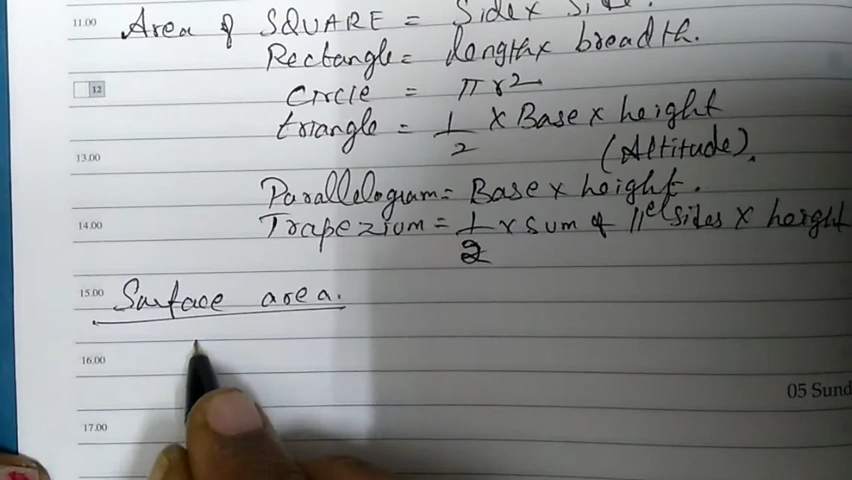 11.00 Area of SQUARE = Side x Side.
Rectangle = length x breadth.
12 Circle = πr2
triangle = 1/2 x Base x height
13.00 (Altitude).
Parallelogram = Base x height.
14.00 Trapezium = 1/2 x sum of ||el sides x height
15.00 Surface area.
16.00
05 Sund
17.00